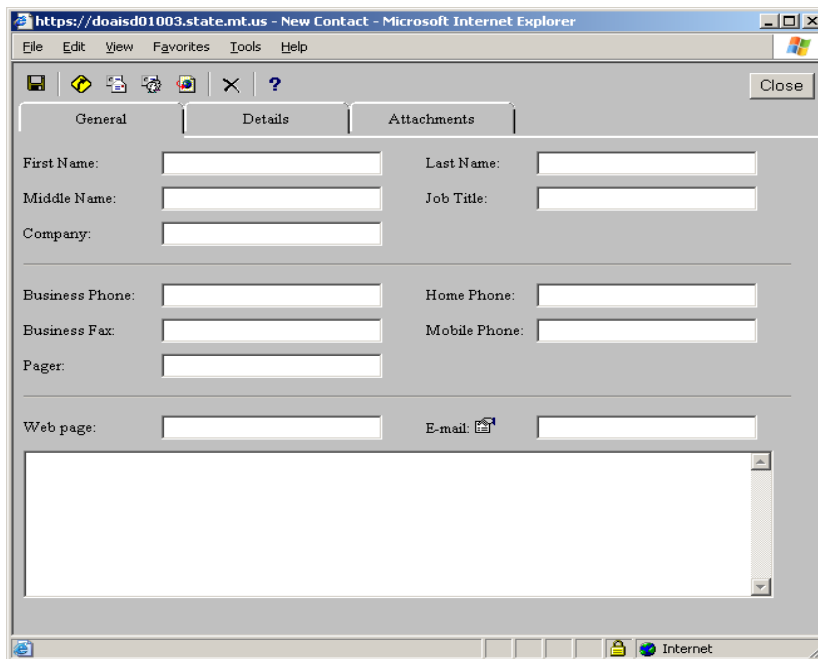 https://doaisd01003.state.mt.us - New Contact - Microsoft Internet Explorer
File Edit View Favorites Tools Help
? Close
General Details Attachments
First Name: Last Name:
Middle Name: Job Title:
Company:
Business Phone: Home Phone:
Business Fax: Mobile Phone:
Pager:
Web page: E-mail:
Internet